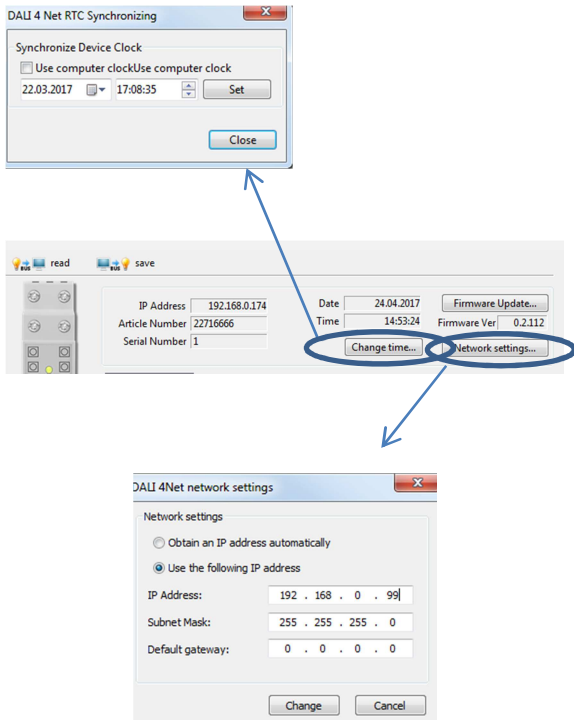 DALI 4 Net RTC Synchronizing
Synchronize Device Clock
Use computer clockUse computer clock
22.03.2017 17:08:35 Set
Close
BUS read BUS save
IP Address 192.168.0.174 Date 24.04.2017 Firmware Update...
Article Number 22716666 Time 14:53:24 Firmware Ver 0.2.112
Serial Number 1 Change time... Network settings...
DALI 4Net network settings
Network settings
Obtain an IP address automatically
Use the following IP address
IP Address: 192 . 168 . 0 . 99
Subnet Mask: 255 . 255 . 255 . 0
Default gateway: 0 . 0 . 0 . 0
Change Cancel